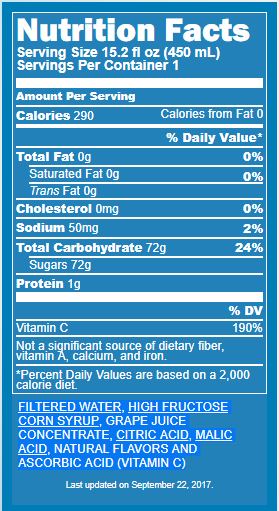 Nutrition Facts
Serving Size 15.2 fl oz (450 mL)
Servings Per Container 1
Amount Per Serving
Calories 290 Calories from Fat 0
% Daily Value*
Total Fat 0g 0%
Saturated Fat 0g 0%
Trans Fat 0g
Cholesterol 0mg 0%
Sodium 50mg 2%
Total Carbohydrate 72g 24%
Sugars 72g
Protein 1g
% DV
Vitamin C 190%
Not a significant source of dietary fiber,
vitamin A, calcium, and iron.
*Percent Daily Values are based on a 2,000
calorie diet.
FILTERED WATER, HIGH FRUCTOSE
CORN SYRUP, GRAPE JUICE
CONCENTRATE, CITRIC ACID, MALIC
ACID, NATURAL FLAVORS AND
ASCORBIC ACID (VITAMIN C)
Last updated on September 22, 2017.